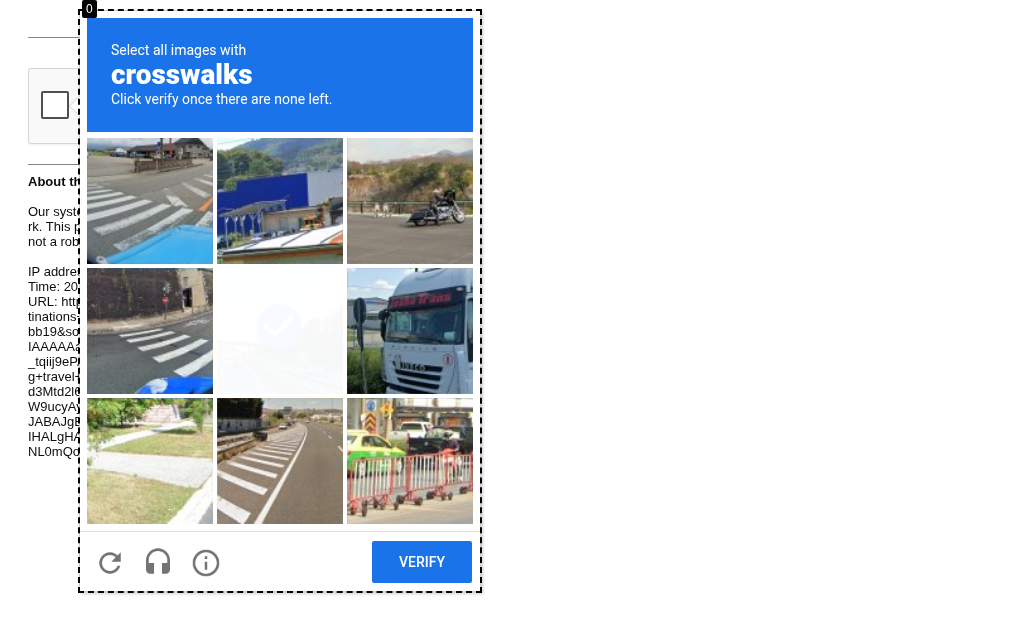 0
Select all images with
crosswalks
Click verify once there are none left.
About th
Our syst
rk. This p
not a rob
IP addre
Time: 20
URL: http
tinations
bb19&so
IAAAAA
_tqiij9eP
g+travel+
d3Mtd2l
W9ucyA
JABAJg
IHALgHA
NL0mQ
Trans
IVECO
VERIFY